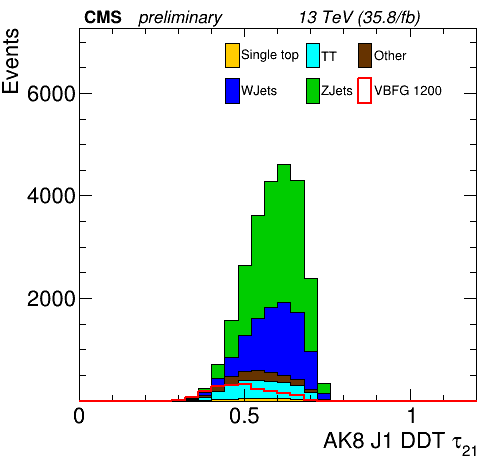 CMS preliminary 13 TeV (35.8/fb)
Events
Single top TT Other
WJets ZJets VBFG 1200
6000
4000
2000
0 0.5 1
AK8 J1 DDT τ21